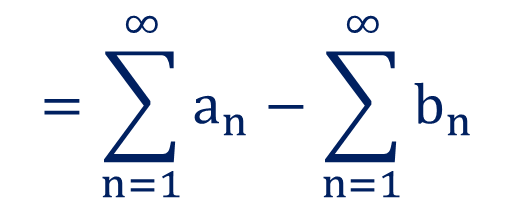 = ∑_{n=1}^{∞} a_n − ∑_{n=1}^{∞} b_n